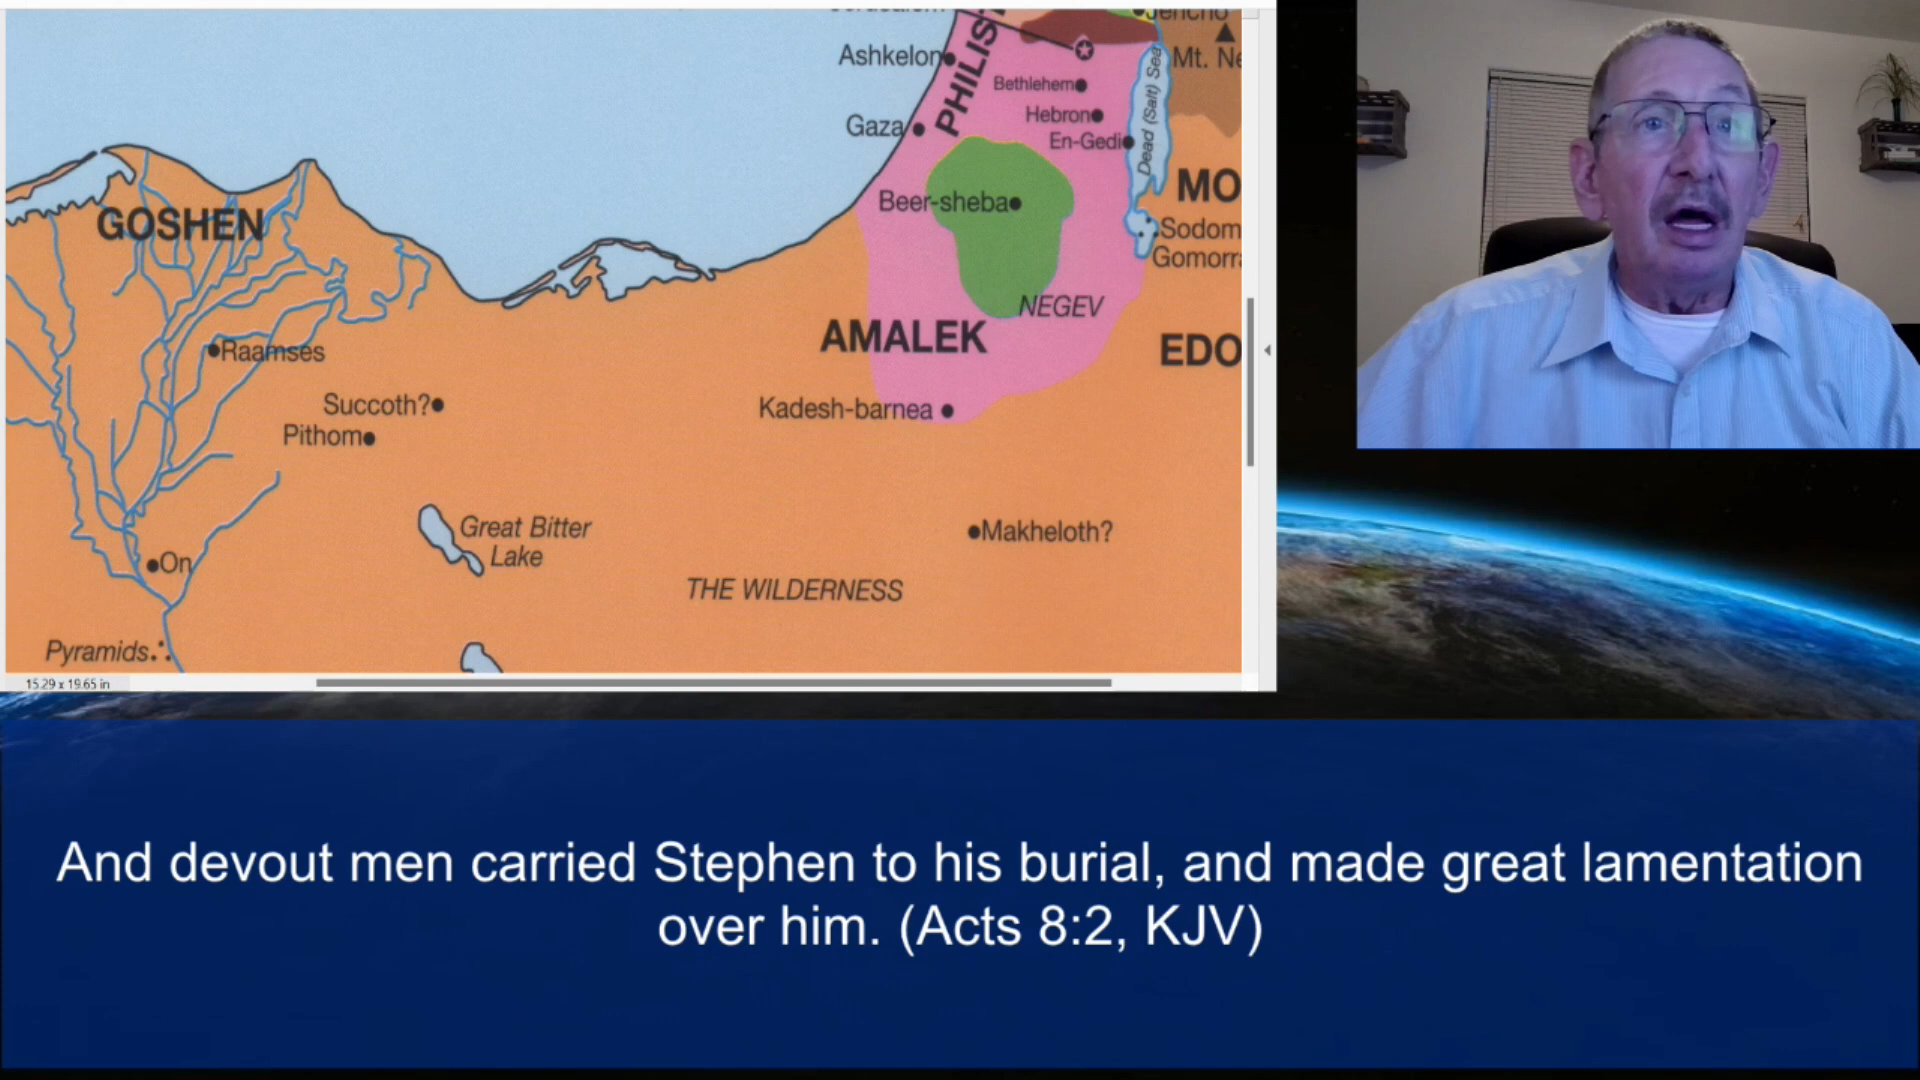 Jericho
Ashkelon
PHILIS
Mt. Ne
Bethlehem
Dead (Salt) Sea
Gaza
Hebron
En-Gedi
MO
Beer-sheba
GOSHEN
Sodom
Gomorra
NEGEV
AMALEK
EDO
Raamses
Succoth?
Kadesh-barnea
Pithom
Great Bitter
Lake
Makheloth?
On
THE WILDERNESS
Pyramids
15.29 x 19.65 in
And devout men carried Stephen to his burial, and made great lamentation
over him. (Acts 8:2, KJV)